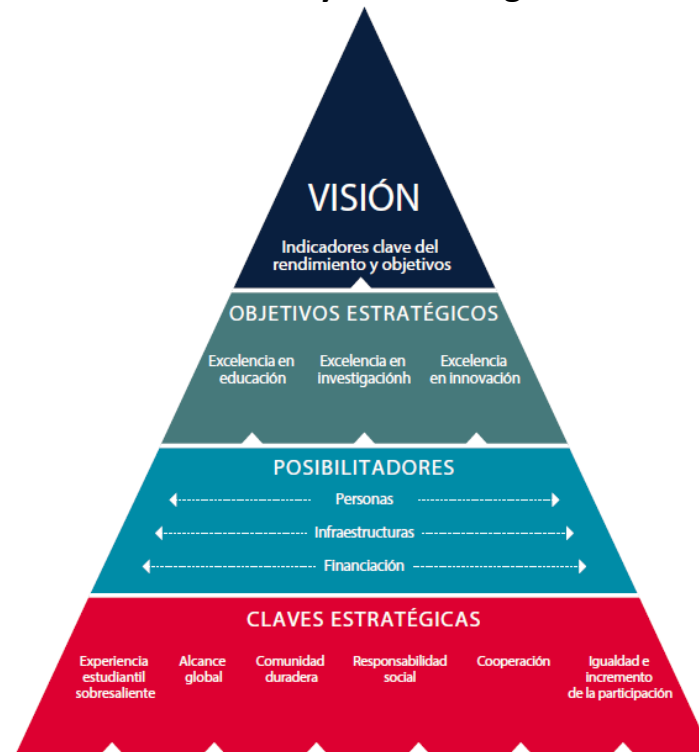 VISIÓN
Indicadores clave del
rendimiento y objetivos
OBJETIVOS ESTRATÉGICOS
Excelencia en
educación
Excelencia en
investigaciónh
Excelencia
en innovación
POSIBILITADORES
Personas
Infraestructuras
Financiación
CLAVES ESTRATÉGICAS
Experiencia
estudiantil
sobresaliente
Alcance
global
Comunidad
duradera
Responsabilidad
social
Cooperación
Igualdad e
incremento
de la participación